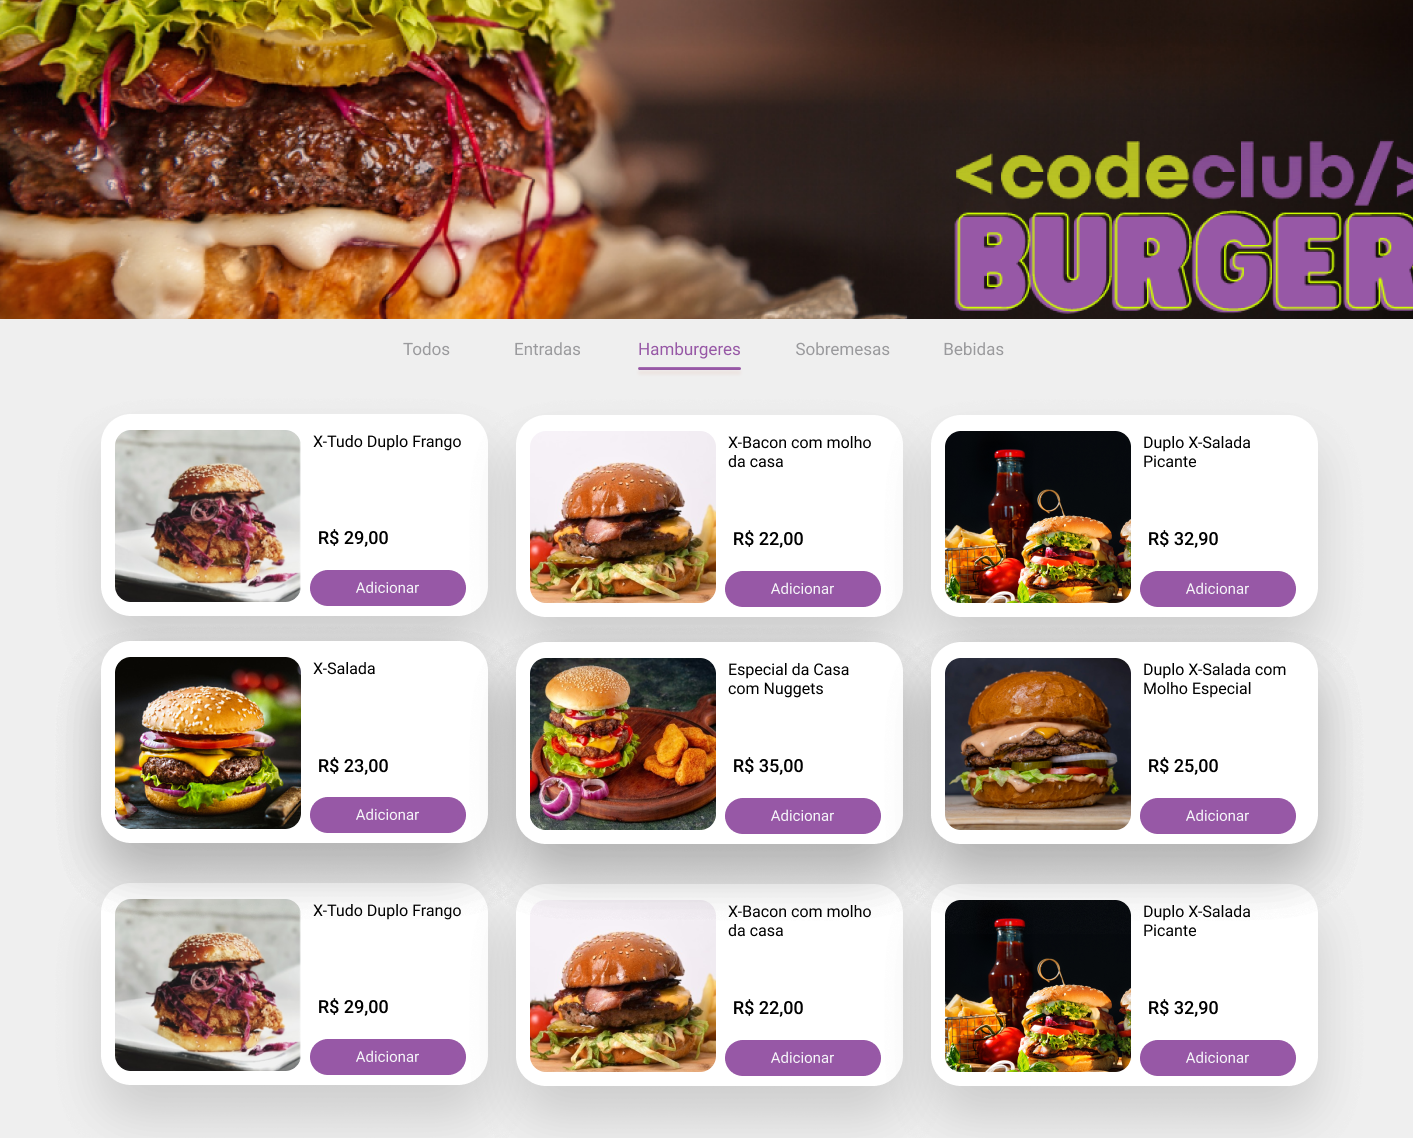 <codeclub/>
BURGER
Todos
Entradas
Hamburgeres
Sobremesas
Bebidas
X-Tudo Duplo Frango
R$ 29,00
Adicionar
X-Bacon com molho
da casa
R$ 22,00
Adicionar
Duplo X-Salada
Picante
R$ 32,90
Adicionar
X-Salada
R$ 23,00
Adicionar
Especial da Casa
com Nuggets
R$ 35,00
Adicionar
Duplo X-Salada com
Molho Especial
R$ 25,00
Adicionar
X-Tudo Duplo Frango
R$ 29,00
Adicionar
X-Bacon com molho
da casa
R$ 22,00
Adicionar
Duplo X-Salada
Picante
R$ 32,90
Adicionar